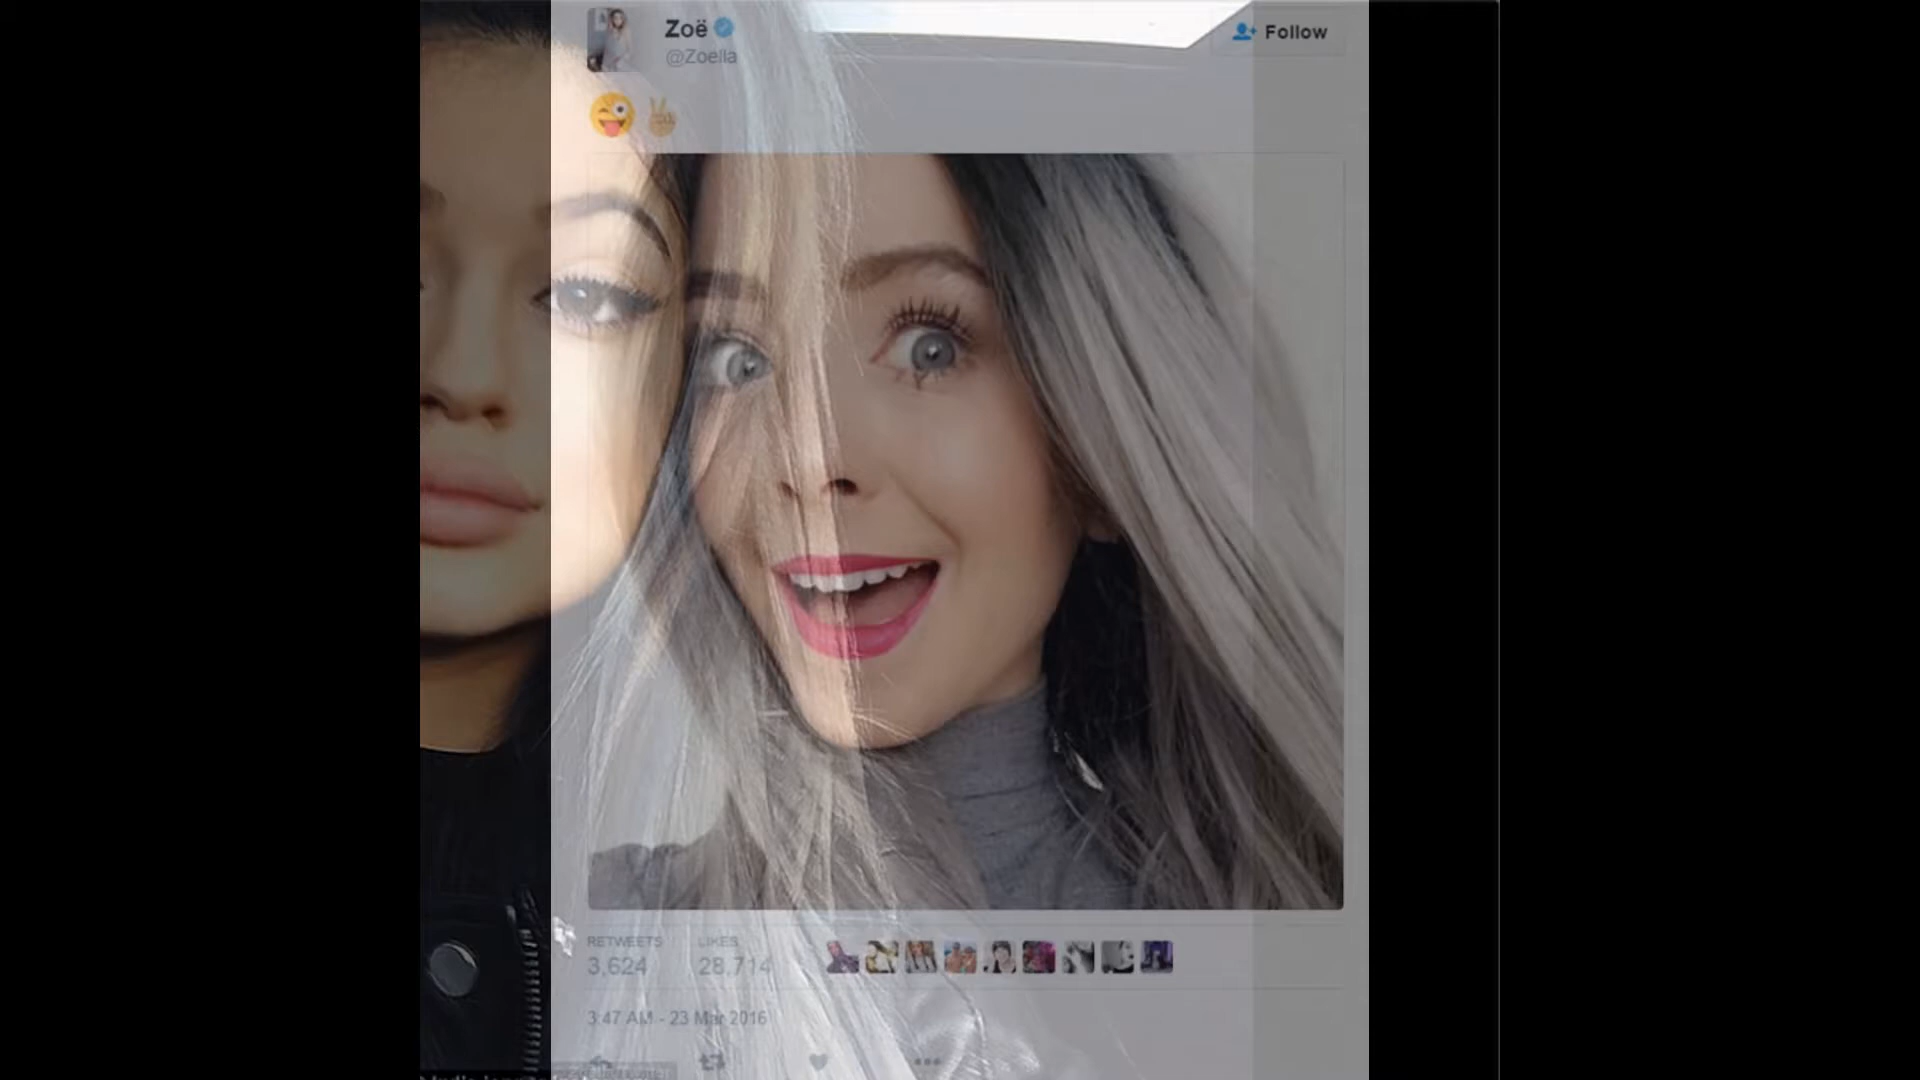 Zoë
@Zoella
Follow
RETWEETS
LIKES
3,624
28,714
3:47 AM - 23 Mar 2016